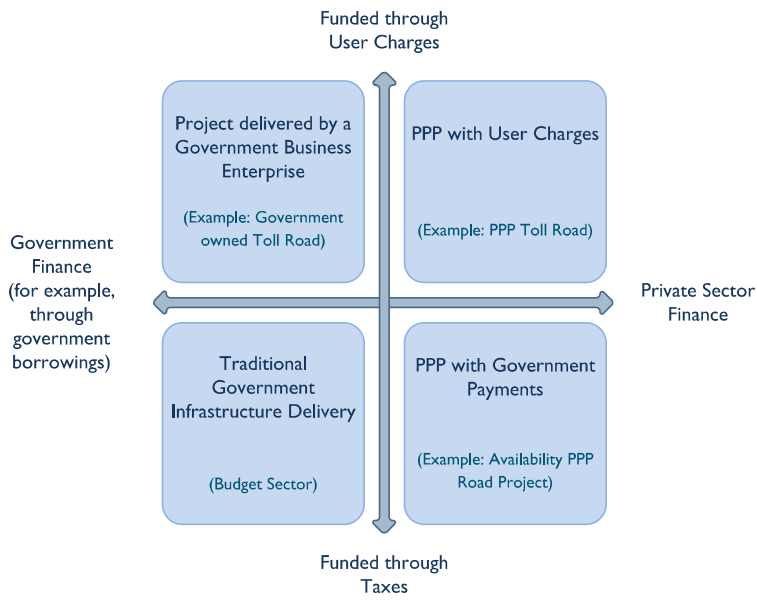 Funded through
User Charges
Project delivered by a
Government Business
Enterprise
(Example: Government
owned Toll Road)
PPP with User Charges
(Example: PPP Toll Road)
Government
Finance
(for example,
through
government
borrowings)
Private Sector
Finance
Traditional
Government
Infrastructure Delivery
(Budget Sector)
PPP with Government
Payments
(Example: Availability PPP
Road Project)
Funded through
Taxes